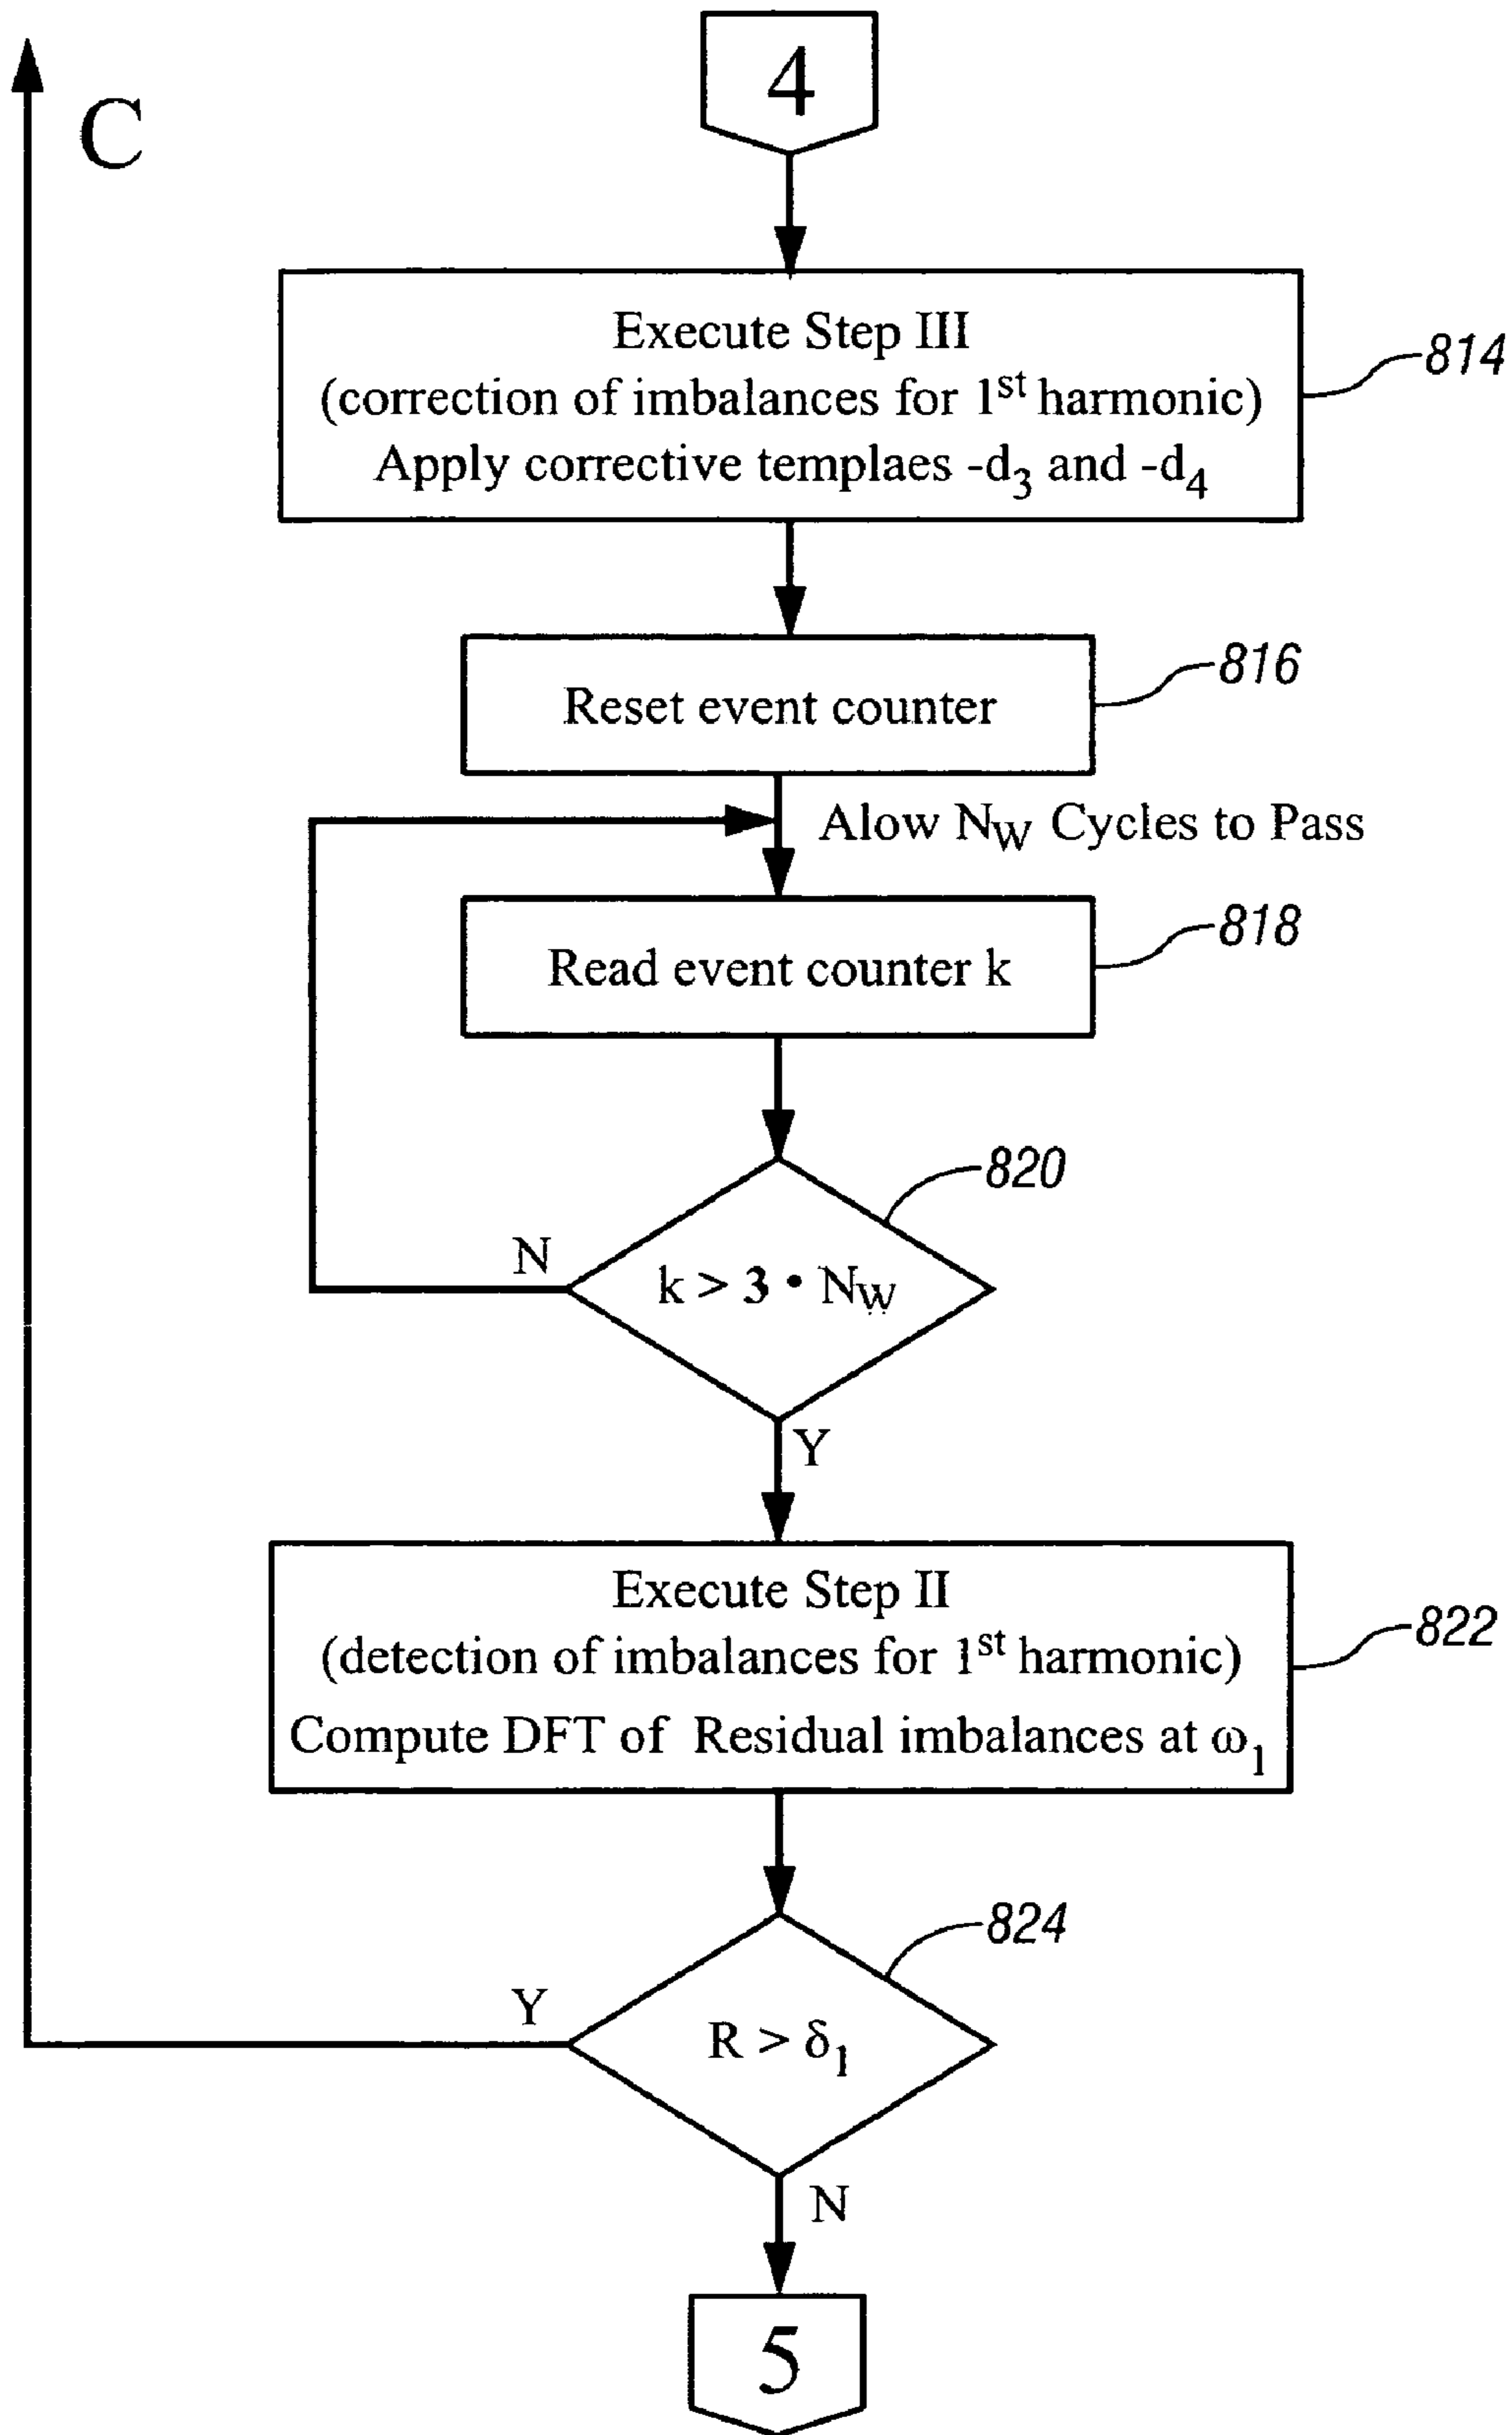 4
C
Execute Step III
(correction of imbalances for 1st harmonic)
Apply corrective templaes -d3 and -d4
814
Reset event counter
816
Alow NW Cycles to Pass
Read event counter k
818
820
N
k > 3 • NW
Y
Execute Step II
(detection of imbalances for 1st harmonic)
Compute DFT of Residual imbalances at ω1
822
824
Y
R > δ1
N
5